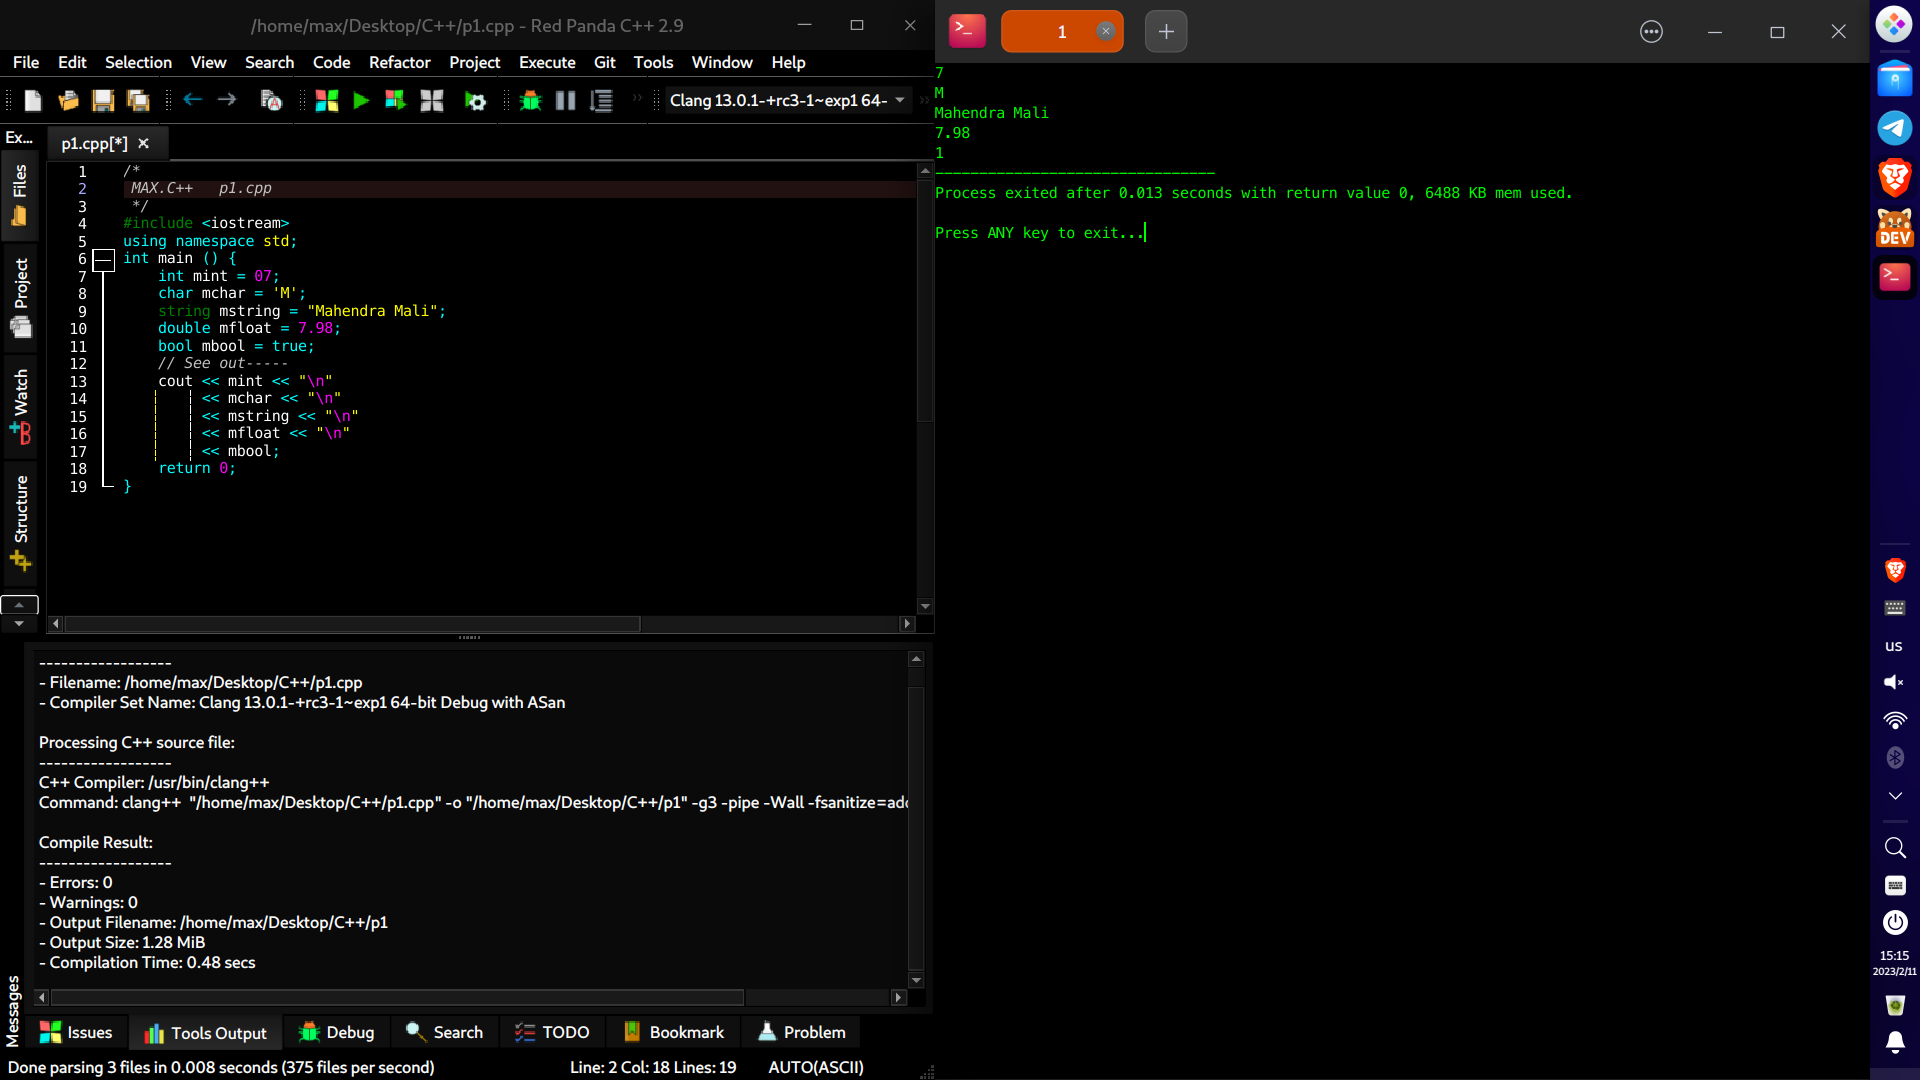 /home/max/Desktop/C++/p1.cpp - Red Panda C++ 2.9
File Edit Selection View Search Code Refactor Project Execute Git Tools Window Help
Clang 13.0.1-+rc3-1~exp1 64-
Ex...
p1.cpp[*]
Files
Project
Watch
Structure
1 /*
2 MAX.C++   p1.cpp
3 */
4 #include <iostream>
5 using namespace std;
6 int main () {
7 int mint = 07;
8 char mchar = 'M';
9 string mstring = "Mahendra Mali";
10 double mfloat = 7.98;
11 bool mbool = true;
12 // See out-----
13 cout << mint << "\n"
14 << mchar << "\n"
15 << mstring << "\n"
16 << mfloat << "\n"
17 << mbool;
18 return 0;
19 }
------------------
- Filename: /home/max/Desktop/C++/p1.cpp
- Compiler Set Name: Clang 13.0.1-+rc3-1~exp1 64-bit Debug with ASan
Processing C++ source file:
------------------
C++ Compiler: /usr/bin/clang++
Command: clang++  "/home/max/Desktop/C++/p1.cpp" -o "/home/max/Desktop/C++/p1" -g3 -pipe -Wall -fsanitize=add
Compile Result:
------------------
- Errors: 0
- Warnings: 0
- Output Filename: /home/max/Desktop/C++/p1
- Output Size: 1.28 MiB
- Compilation Time: 0.48 secs
Messages
Issues Tools Output Debug Search TODO Bookmark Problem
Done parsing 3 files in 0.008 seconds (375 files per second) Line: 2 Col: 18 Lines: 19 AUTO(ASCII)
1
7
M
Mahendra Mali
7.98
1
--------------------------------
Process exited after 0.013 seconds with return value 0, 6488 KB mem used.
Press ANY key to exit...
DEV
us
15:15
2023/2/11